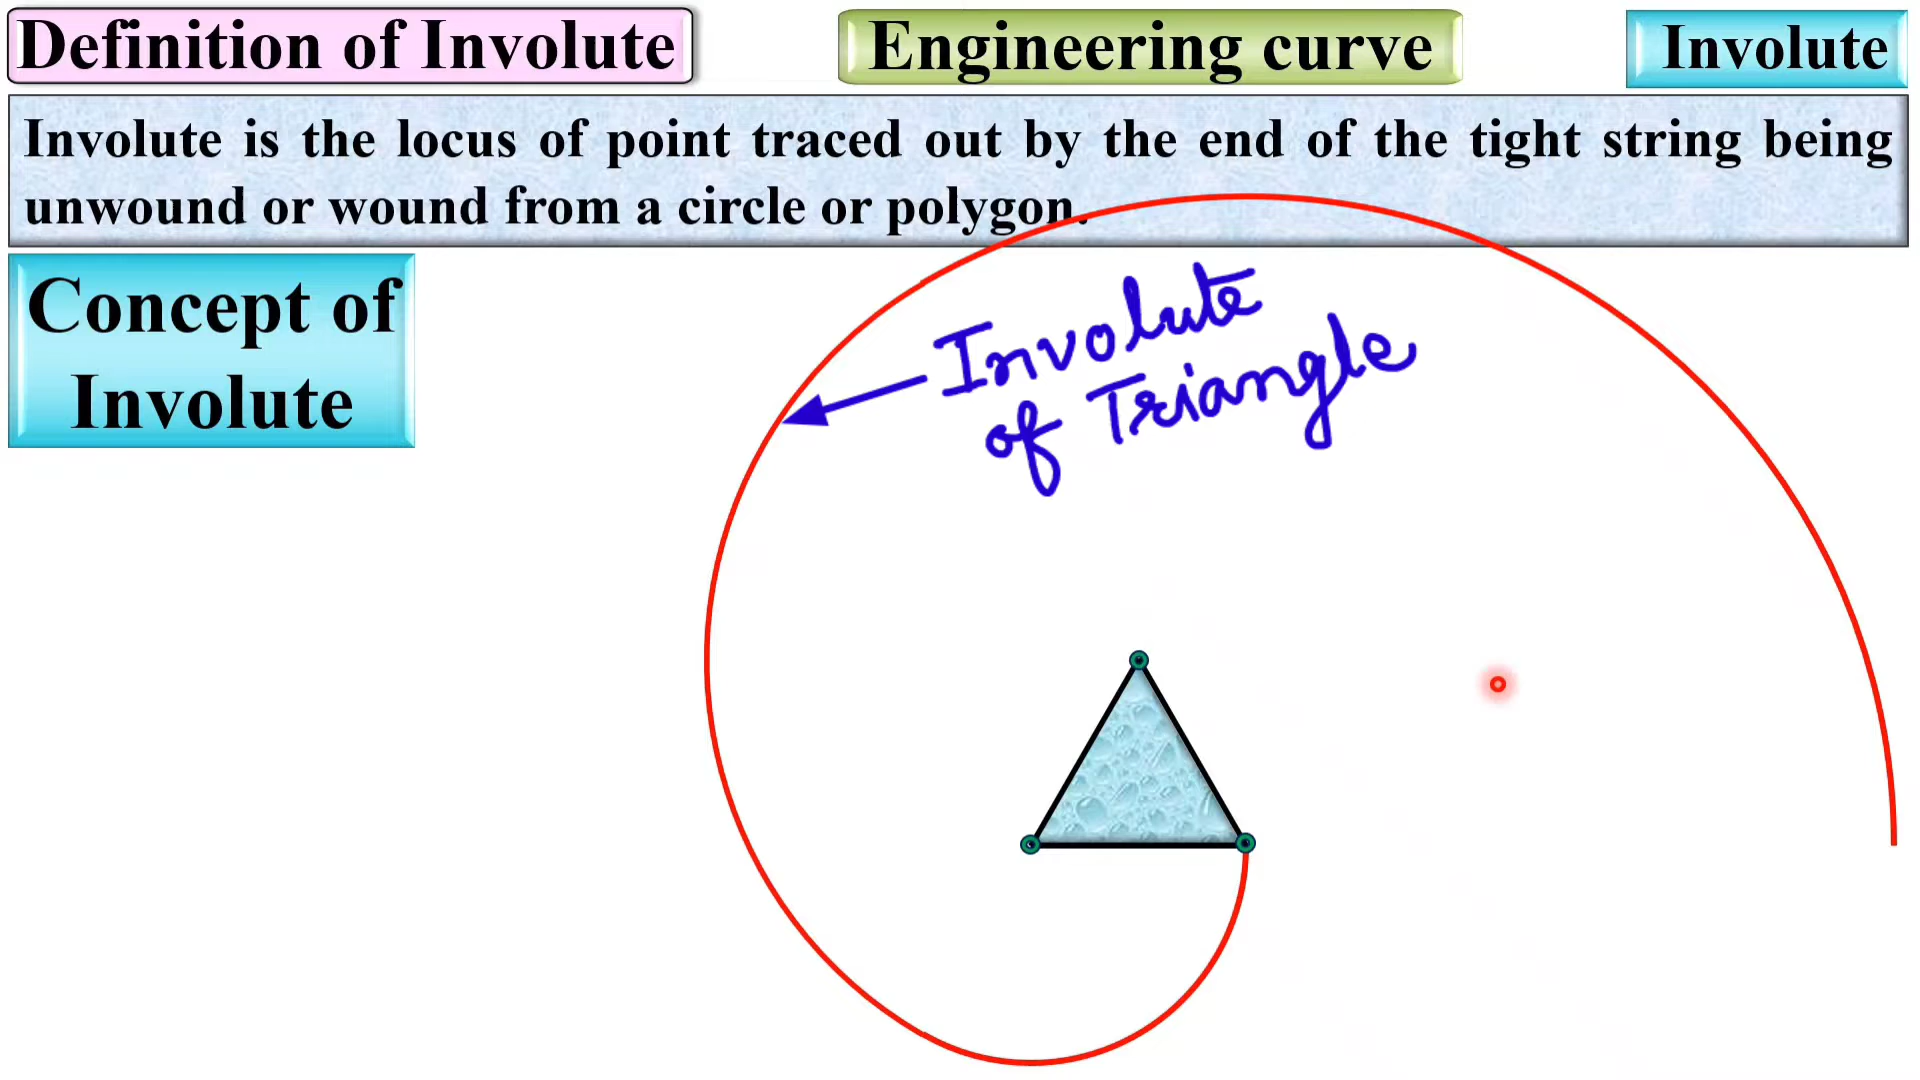 Definition of Involute
Engineering curve
Involute
Involute is the locus of point traced out by the end of the tight string being
unwound or wound from a circle or polygon.
Concept of
Involute
Involute
of Triangle